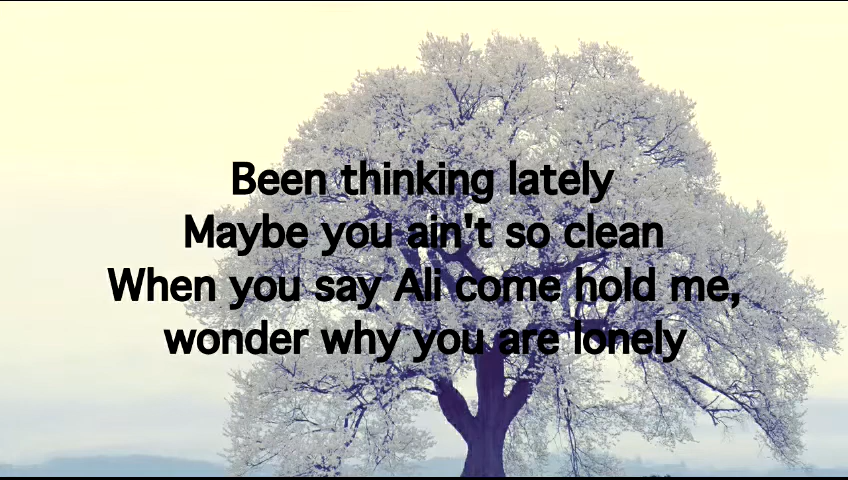 Been thinking lately
Maybe you ain't so clean
When you say Ali come hold me,
wonder why you are lonely